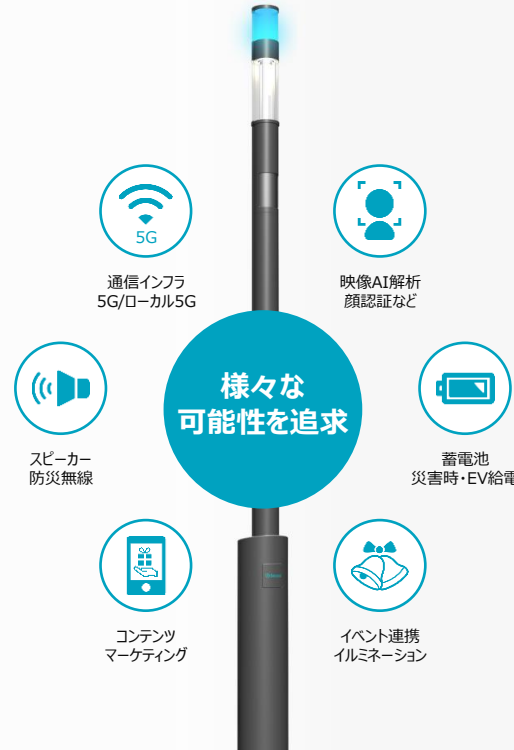 5G
通信インフラ
5G/ローカル5G
映像AI解析
顔認証など
様々な
可能性を追求
スピーカー
防災無線
蓄電池
災害時・EV給電
コンテンツ
マーケティング
イベント連携
イルミネーション